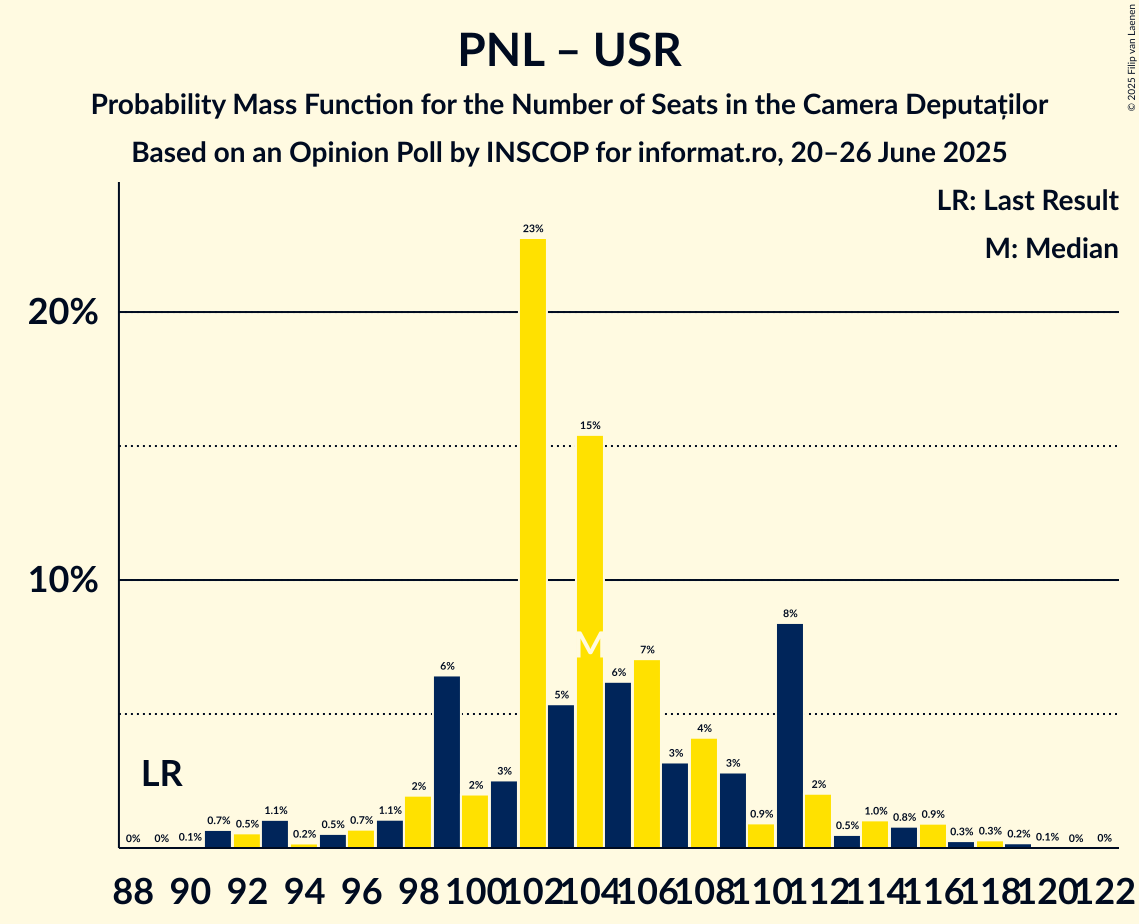 PNL – USR
Probability Mass Function for the Number of Seats in the Camera Deputaților
Based on an Opinion Poll by INSCOP for informat.ro, 20–26 June 2025
© 2025 Filip van Laenen
LR: Last Result
M: Median
20%
10%
LR
M
0% 0% 0.1% 0.7% 0.5% 1.1% 0.2% 0.5% 0.7% 1.1% 2% 6% 2% 3% 23% 5% 15% 6% 7% 3% 4% 3% 0.9% 8% 2% 0.5% 1.0% 0.8% 0.9% 0.3% 0.3% 0.2% 0.1% 0% 0%
88 90 92 94 96 98 100 102 104 106 108 110 112 114 116 118 120 122